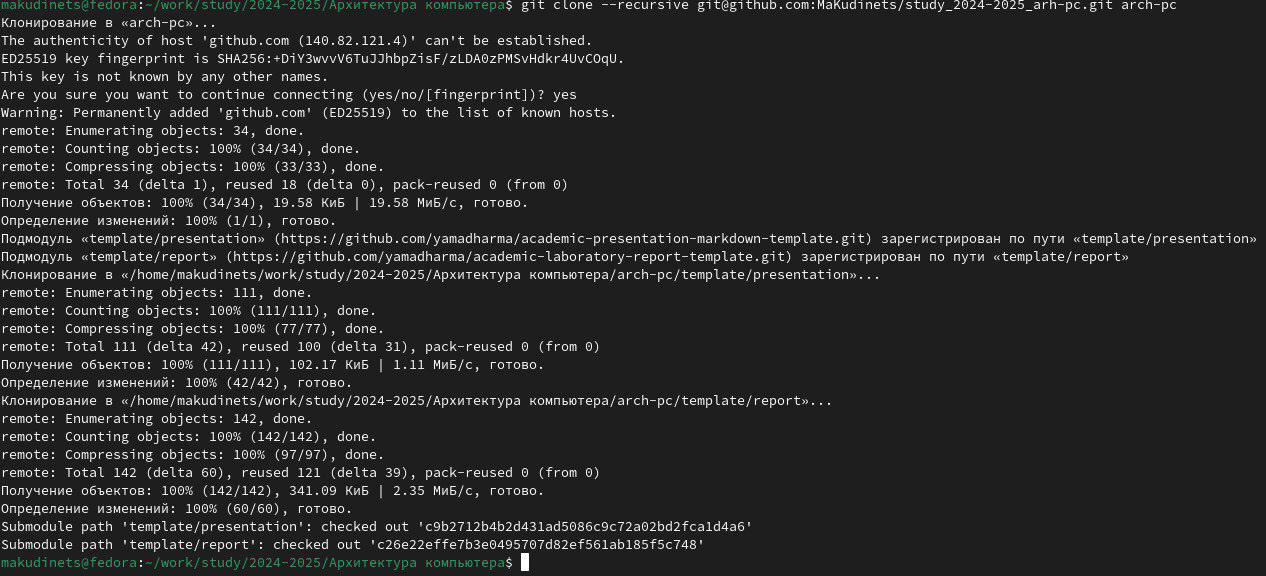 makudinets@fedora:~/work/study/2024-2025/Архитектура компьютера$ git clone --recursive git@github.com:MaKudinets/study_2024-2025_arh-pc.git arch-pc
Клонирование в «arch-pc»...
The authenticity of host 'github.com (140.82.121.4)' can't be established.
ED25519 key fingerprint is SHA256:+DiY3wvvV6TuJJhbpZisF/zLDA0zPMSvHdkr4UvCOqU.
This key is not known by any other names.
Are you sure you want to continue connecting (yes/no/[fingerprint])? yes
Warning: Permanently added 'github.com' (ED25519) to the list of known hosts.
remote: Enumerating objects: 34, done.
remote: Counting objects: 100% (34/34), done.
remote: Compressing objects: 100% (33/33), done.
remote: Total 34 (delta 1), reused 18 (delta 0), pack-reused 0 (from 0)
Получение объектов: 100% (34/34), 19.58 КиБ | 19.58 МиБ/с, готово.
Определение изменений: 100% (1/1), готово.
Подмодуль «template/presentation» (https://github.com/yamadharma/academic-presentation-markdown-template.git) зарегистрирован по пути «template/presentation»
Подмодуль «template/report» (https://github.com/yamadharma/academic-laboratory-report-template.git) зарегистрирован по пути «template/report»
Клонирование в «/home/makudinets/work/study/2024-2025/Архитектура компьютера/arch-pc/template/presentation»...
remote: Enumerating objects: 111, done.
remote: Counting objects: 100% (111/111), done.
remote: Compressing objects: 100% (77/77), done.
remote: Total 111 (delta 42), reused 100 (delta 31), pack-reused 0 (from 0)
Получение объектов: 100% (111/111), 102.17 КиБ | 1.11 МиБ/с, готово.
Определение изменений: 100% (42/42), готово.
Клонирование в «/home/makudinets/work/study/2024-2025/Архитектура компьютера/arch-pc/template/report»...
remote: Enumerating objects: 142, done.
remote: Counting objects: 100% (142/142), done.
remote: Compressing objects: 100% (97/97), done.
remote: Total 142 (delta 60), reused 121 (delta 39), pack-reused 0 (from 0)
Получение объектов: 100% (142/142), 341.09 КиБ | 2.35 МиБ/с, готово.
Определение изменений: 100% (60/60), готово.
Submodule path 'template/presentation': checked out 'c9b2712b4b2d431ad5086c9c72a02bd2fca1d4a6'
Submodule path 'template/report': checked out 'c26e22effe7b3e0495707d82ef561ab185f5c748'
makudinets@fedora:~/work/study/2024-2025/Архитектура компьютера$